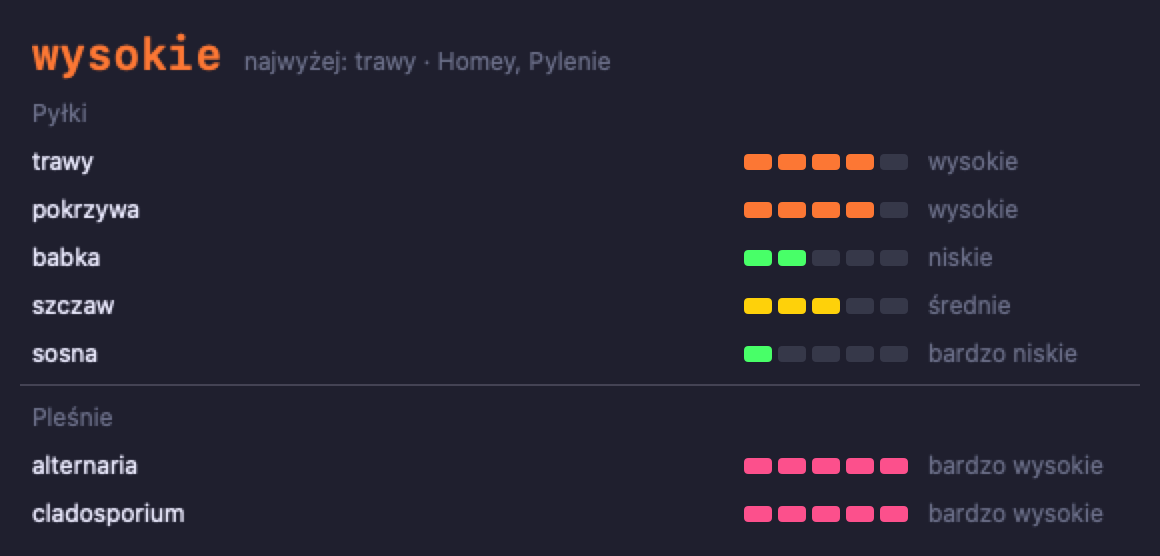 wysokie najwyżej: trawy · Homey, Pylenie
Pyłki
trawy wysokie
pokrzywa wysokie
babka niskie
szczaw średnie
sosna bardzo niskie
Pleśnie
alternaria bardzo wysokie
cladosporium bardzo wysokie